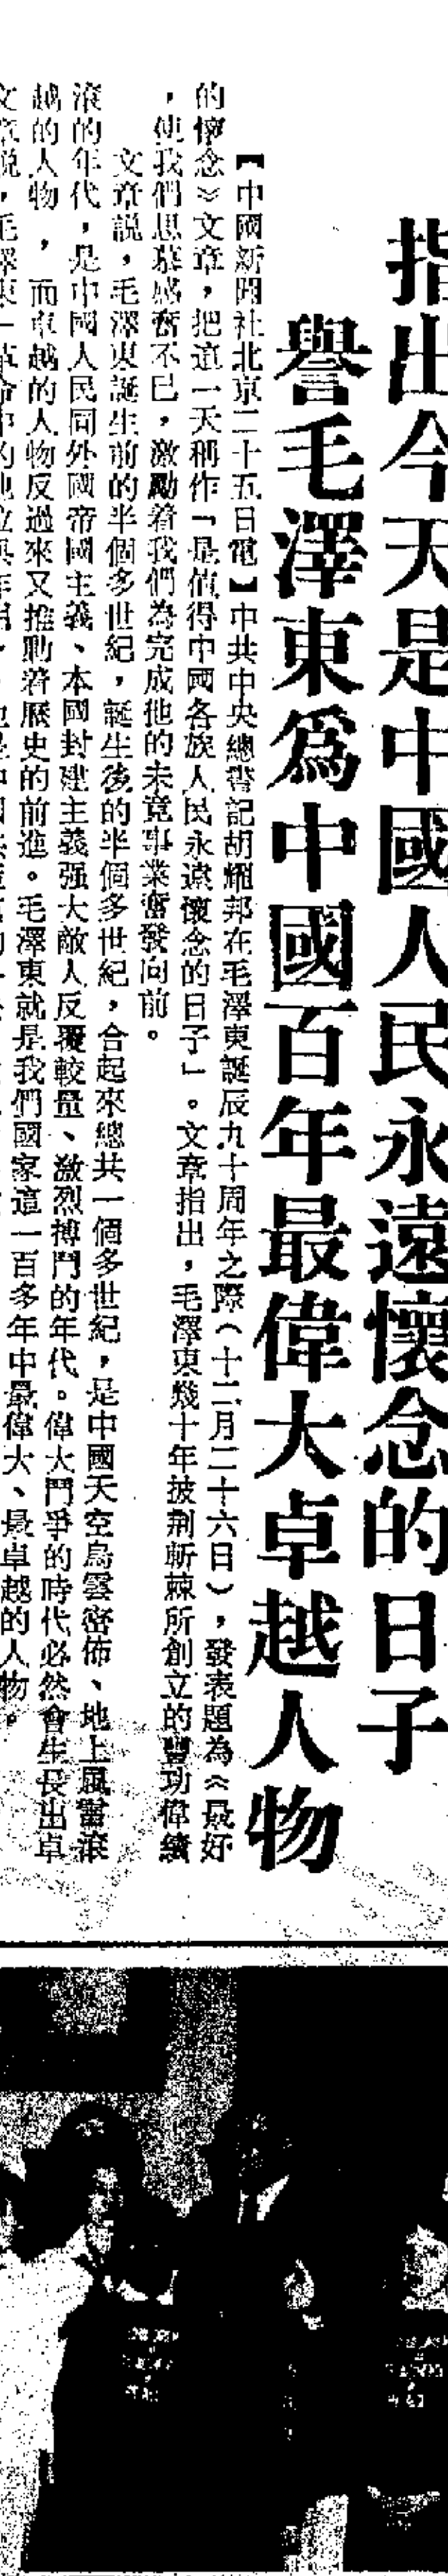 指出今天是中國人民永遠懷念的日子
譽毛澤東爲中國百年最偉大卓越人物
【中國新聞社北京二十五日電】中共中央總書記胡耀邦在毛澤東誕辰九十周年之際（十二月二十六日），發表題為《最好
的懷念》文章，把這一天稱作「是值得中國各族人民永遠懷念的日子」。文章指出，毛澤東幾十年披荆斬棘所創立的豐功偉績
，使我們思慕感奮不已，激勵着我們為完成他的未竟事業奮發向前。
文章説，毛澤東誕生前的半個多世紀，誕生後的半個多世紀，合起來總共一個多世紀，是中國天空烏雲密佈、地上風雷滾
滾的年代，是中國人民同外國帝國主義、本國封建主義强大敵人反覆較量、激烈搏鬥的年代。偉大鬥爭的時代必然會生長出卓
越的人物，而卓越的人物反過來又推動着歷史的前進。毛澤東就是我們國家這一百多年中最偉大、最卓越的人物。
文章説，毛澤東